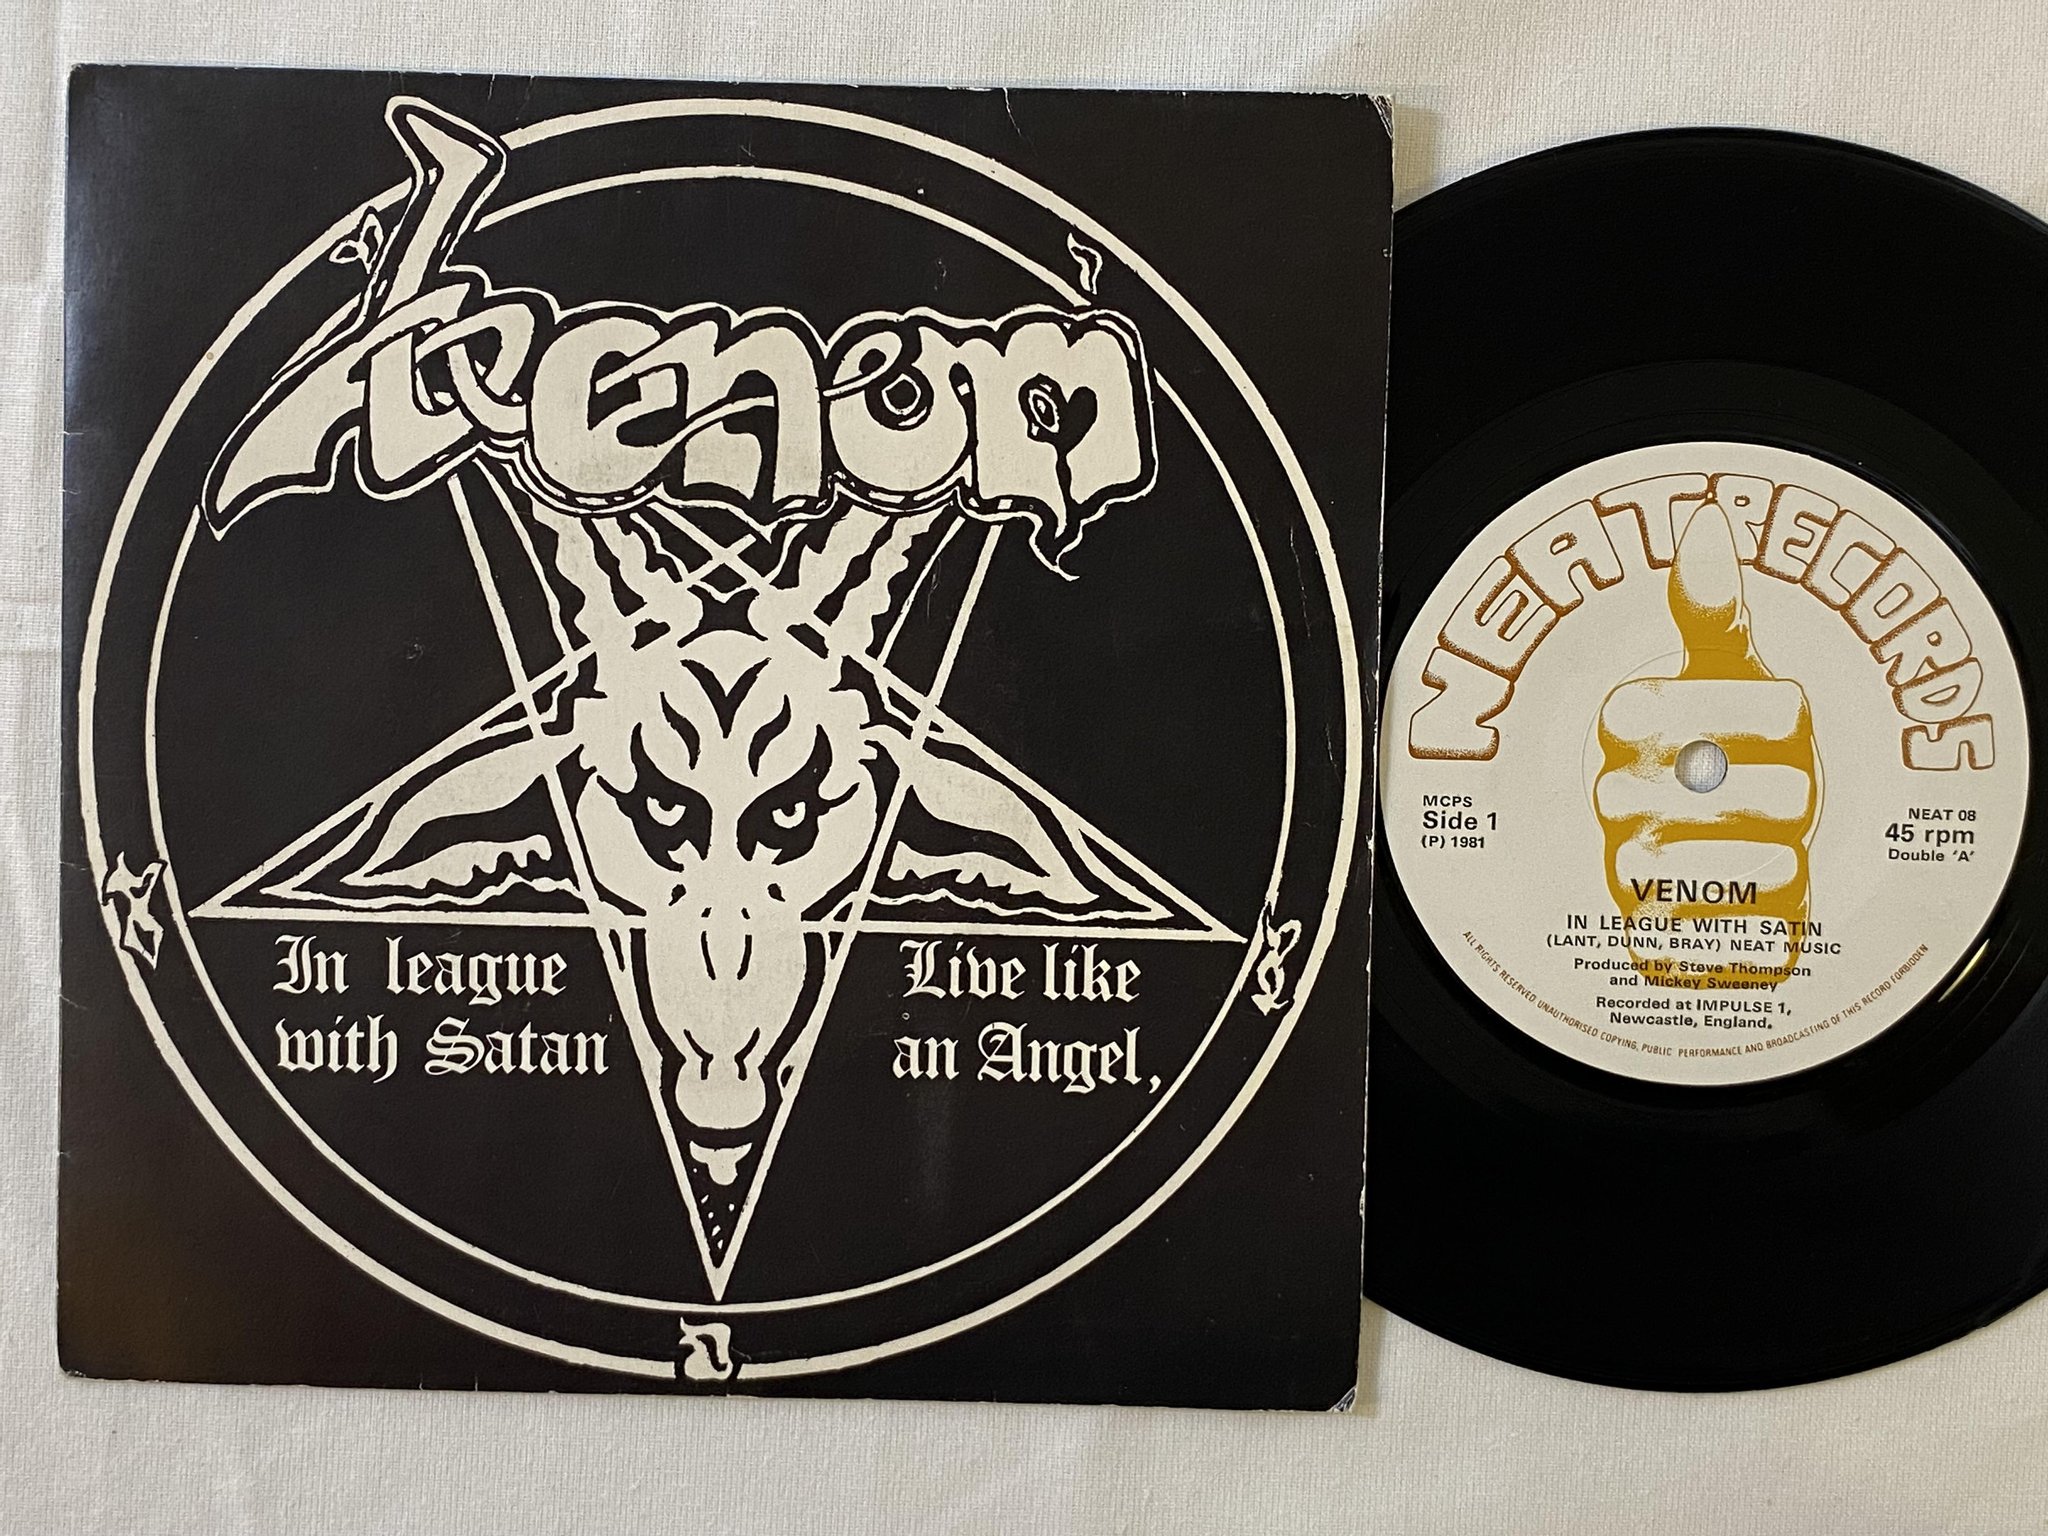 Venom
In league
with Satan
Live like
an Angel,
NEAT RECORDS
MCPS
Side 1
(P) 1981
NEAT 08
45 rpm
Double 'A'
VENOM
IN LEAGUE WITH SATIN
(LANT, DUNN, BRAY) NEAT MUSIC
Produced by Steve Thompson
and Mickey Sweeney
Recorded at IMPULSE 1,
Newcastle, England.
ALL RIGHTS RESERVED. UNAUTHORISED COPYING, PUBLIC PERFORMANCE AND BROADCASTING OF THIS RECORD FORBIDDEN